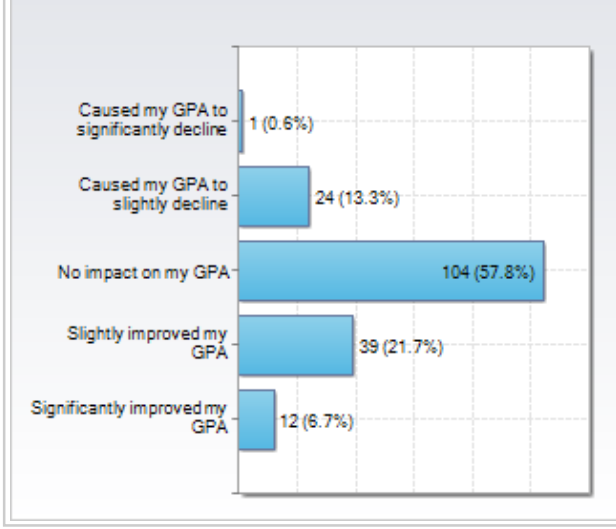 Caused my GPA to
significantly decline
1 (0.6%)
Caused my GPA to
slightly decline
24 (13.3%)
No impact on my GPA
104 (57.8%)
Slightly improved my
GPA
39 (21.7%)
Significantly improved my
GPA
12 (6.7%)